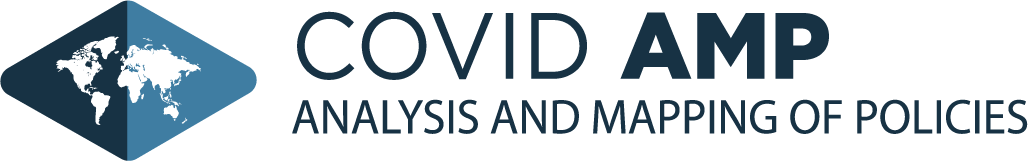 COVID AMP
ANALYSIS AND MAPPING OF POLICIES